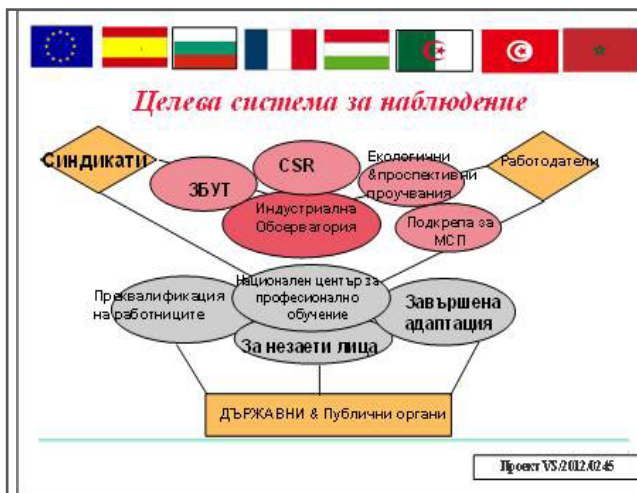 Целева система за наблюдение
Синдикати
ЗБУТ
CSR
Екологични
&проспективни
проучвания
Работодатели
Индустриална
Обсерватория
Подкрепа за
МСП
Преквалификация
на работниците
Национален център за
професионално
обучение
Завършена
адаптация
За незаети лица
ДЪРЖАВНИ & Публични органи
Проект VS/2012/0245